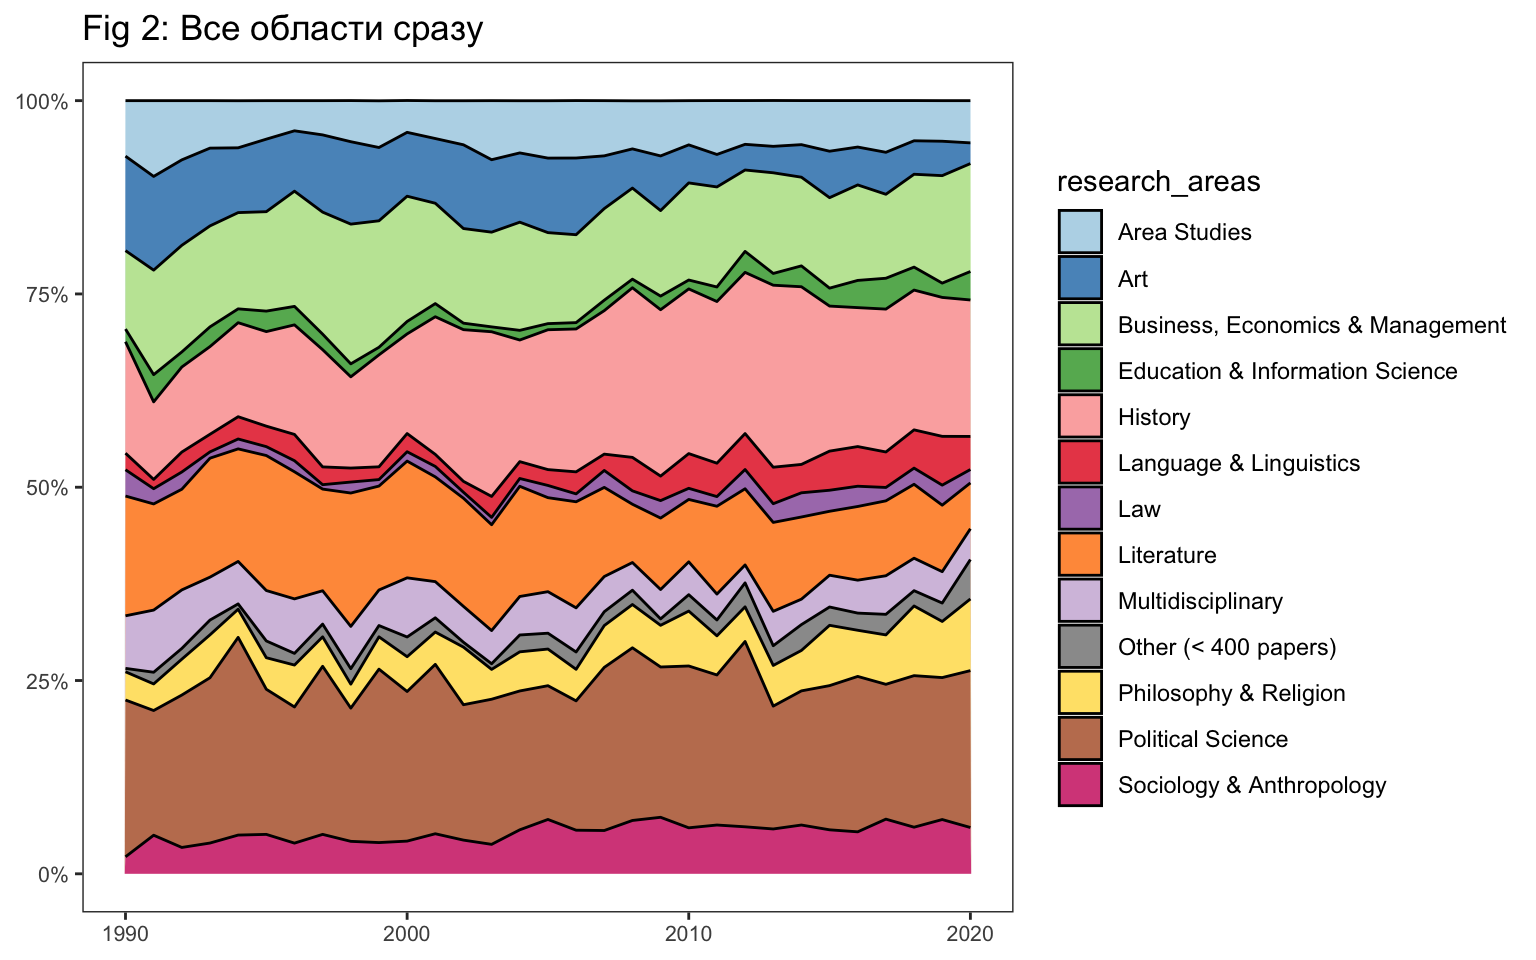 Fig 2: Все области сразу
100%
75%
50%
25%
0%
1990 2000 2010 2020
research_areas
Area Studies
Art
Business, Economics & Management
Education & Information Science
History
Language & Linguistics
Law
Literature
Multidisciplinary
Other (< 400 papers)
Philosophy & Religion
Political Science
Sociology & Anthropology